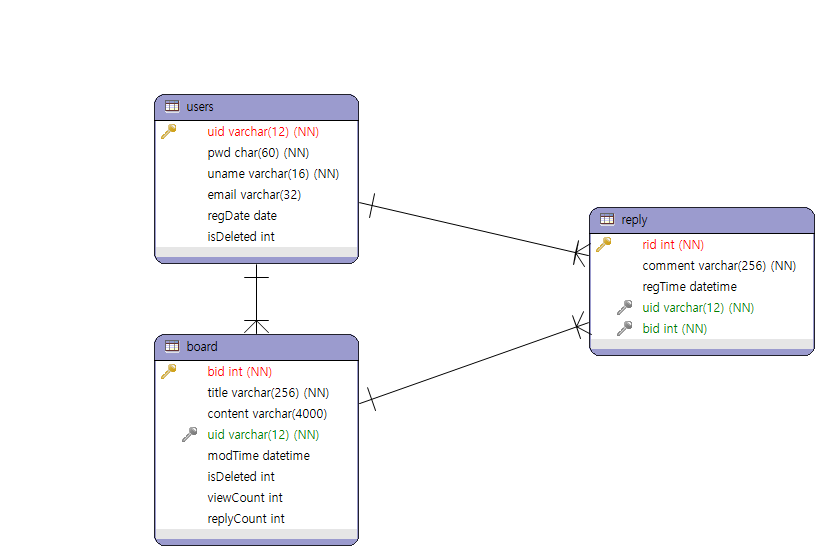 users
uid varchar(12) (NN)
pwd char(60) (NN)
uname varchar(16) (NN)
email varchar(32)
regDate date
isDeleted int
reply
rid int (NN)
comment varchar(256) (NN)
regTime datetime
uid varchar(12) (NN)
bid int (NN)
board
bid int (NN)
title varchar(256) (NN)
content varchar(4000)
uid varchar(12) (NN)
modTime datetime
isDeleted int
viewCount int
replyCount int